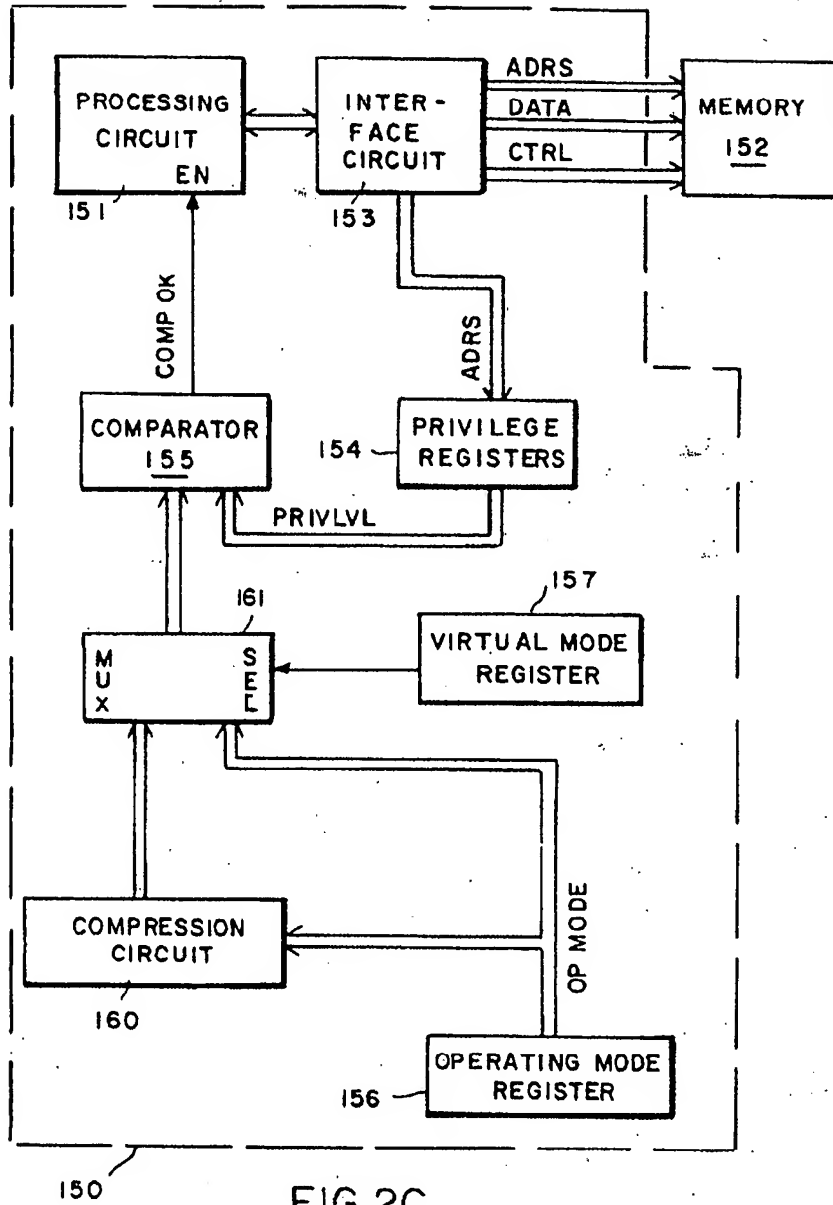 PROCESSING
CIRCUIT
EN
151
INTER-
FACE
CIRCUIT
153
ADRS
DATA
CTRL
MEMORY
152
COMP OK
ADRS
COMPARATOR
155
154
PRIVILEGE
REGISTERS
PRIVLVL
161
MUX
SEL
157
VIRTUAL MODE
REGISTER
COMPRESSION
CIRCUIT
160
OP MODE
OPERATING MODE
REGISTER
156
150
FIG. 2C